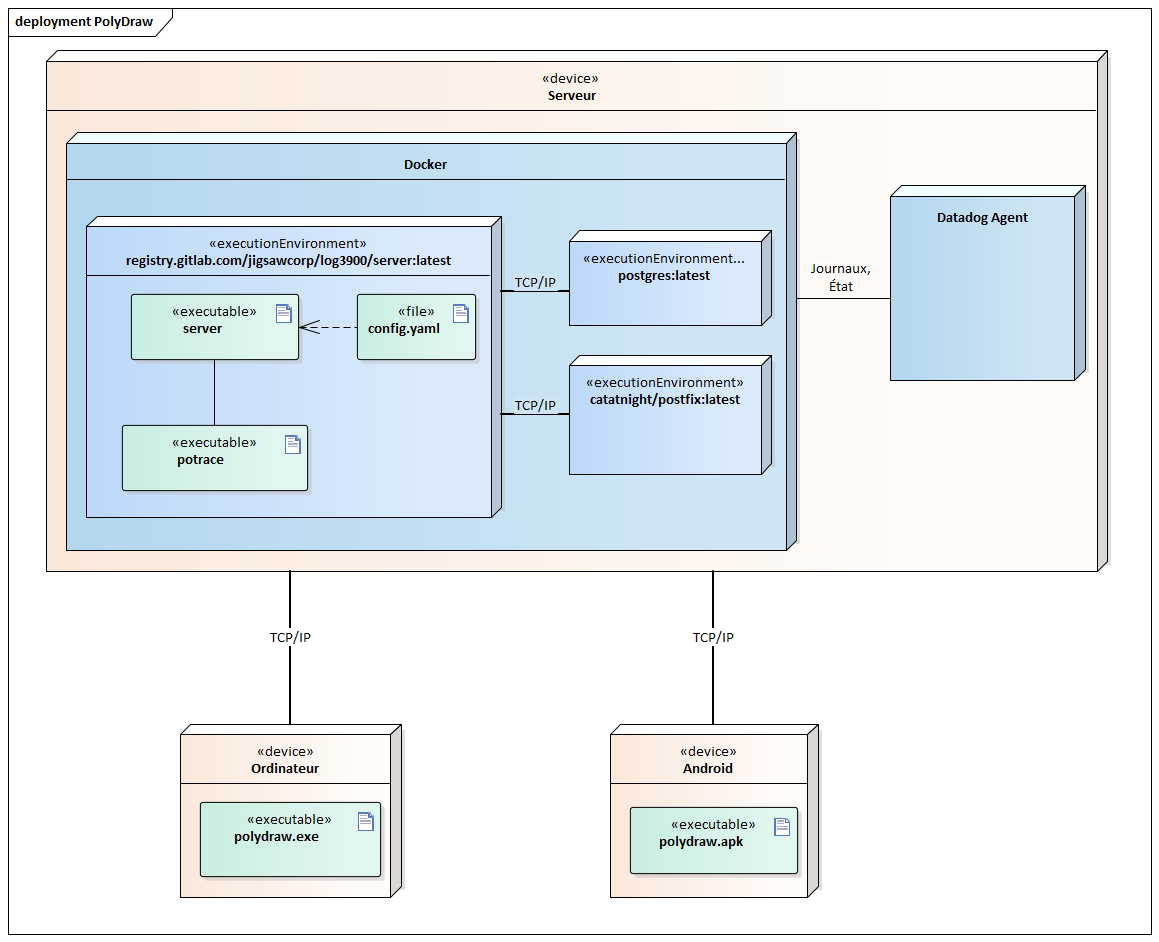 deployment PolyDraw
«device»
Serveur
Docker
Datadog Agent
«executionEnvironment»
registry.gitlab.com/jigsawcorp/log3900/server:latest
«executionEnvironment...
postgres:latest
Journaux,
État
TCP/IP
«executable»
server
«file»
config.yaml
«executionEnvironment»
catatnight/postfix:latest
TCP/IP
«executable»
potrace
TCP/IP
TCP/IP
«device»
Ordinateur
«executable»
polydraw.exe
«device»
Android
«executable»
polydraw.apk